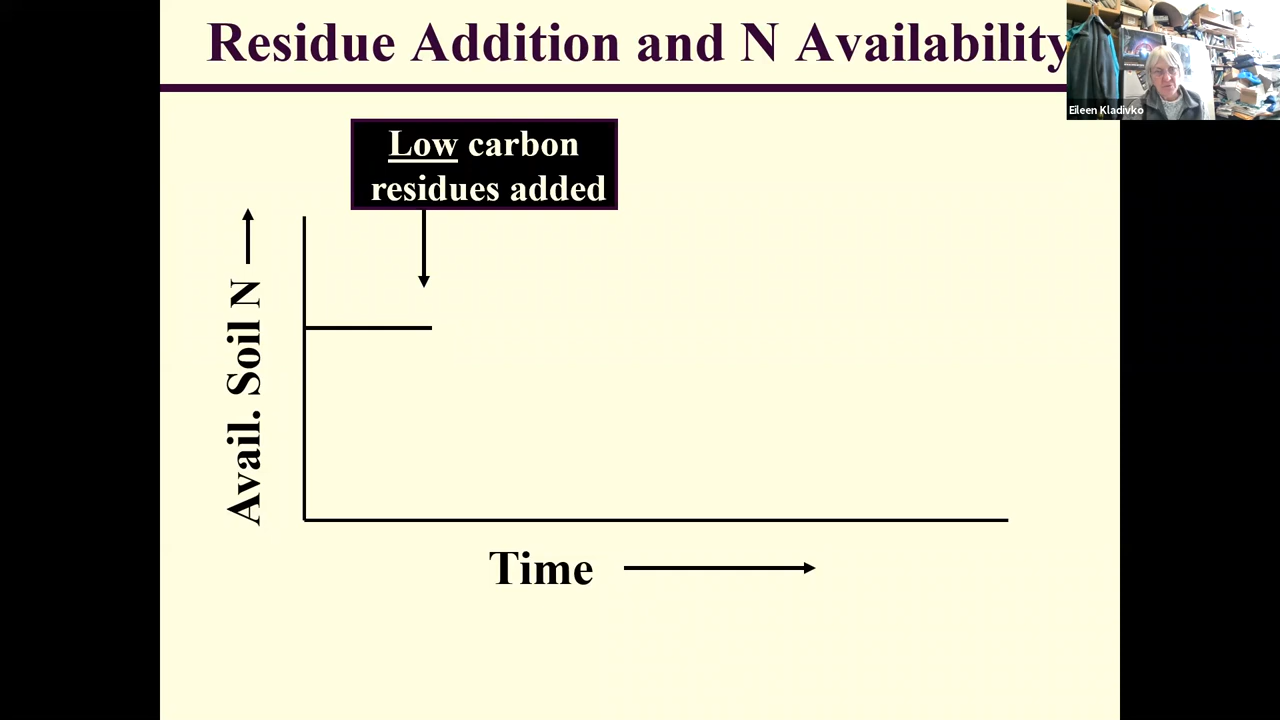 Residue Addition and N Availability
Eileen Kladivko
Low carbon
residues added
Avail. Soil N
Time